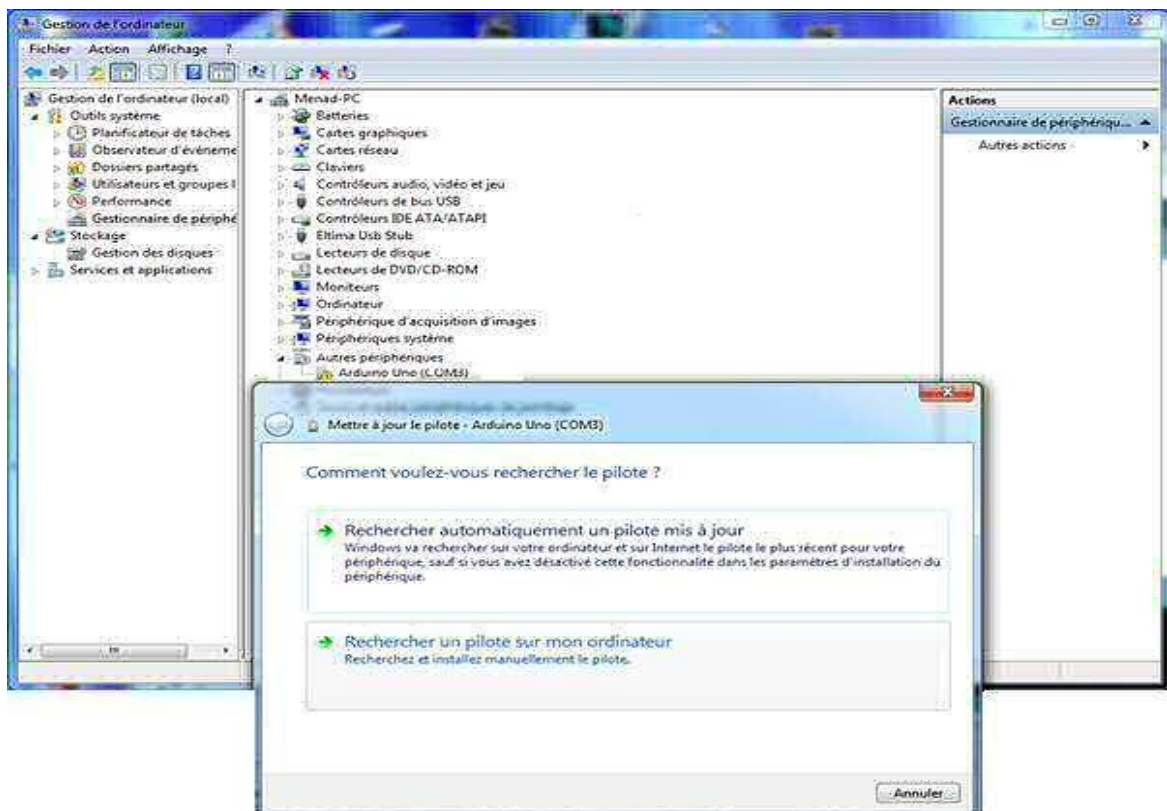 Gestion de l'ordinateur
Fichier Action Affichage ?
Gestion de l'ordinateur (local)
Outils système
Planificateur de tâches
Observateur d'événeme
Dossiers partagés
Utilisateurs et groupes l
Performance
Gestionnaire de périphé
Stockage
Gestion des disques
Services et applications
Menad-PC
Batteries
Cartes graphiques
Cartes réseau
Claviers
Contrôleurs audio, vidéo et jeu
Contrôleurs de bus USB
Contrôleurs IDE ATA/ATAPI
Eltima Usb Stub
Lecteurs de disque
Lecteurs de DVD/CD-ROM
Moniteurs
Ordinateur
Périphérique d'acquisition d'images
Périphériques système
Autres périphériques
Arduino Uno (COM3)
Actions
Gestionnaire de périphériqu...
Autres actions
Mettre à jour le pilote - Arduino Uno (COM3)
Comment voulez-vous rechercher le pilote ?
Rechercher automatiquement un pilote mis à jour
Windows va rechercher sur votre ordinateur et sur Internet le pilote le plus récent pour votre
périphérique, sauf si vous avez désactivé cette fonctionnalité dans les paramètres d'installation du
périphérique.
Rechercher un pilote sur mon ordinateur
Recherchez et installez manuellement le pilote.
Annuler